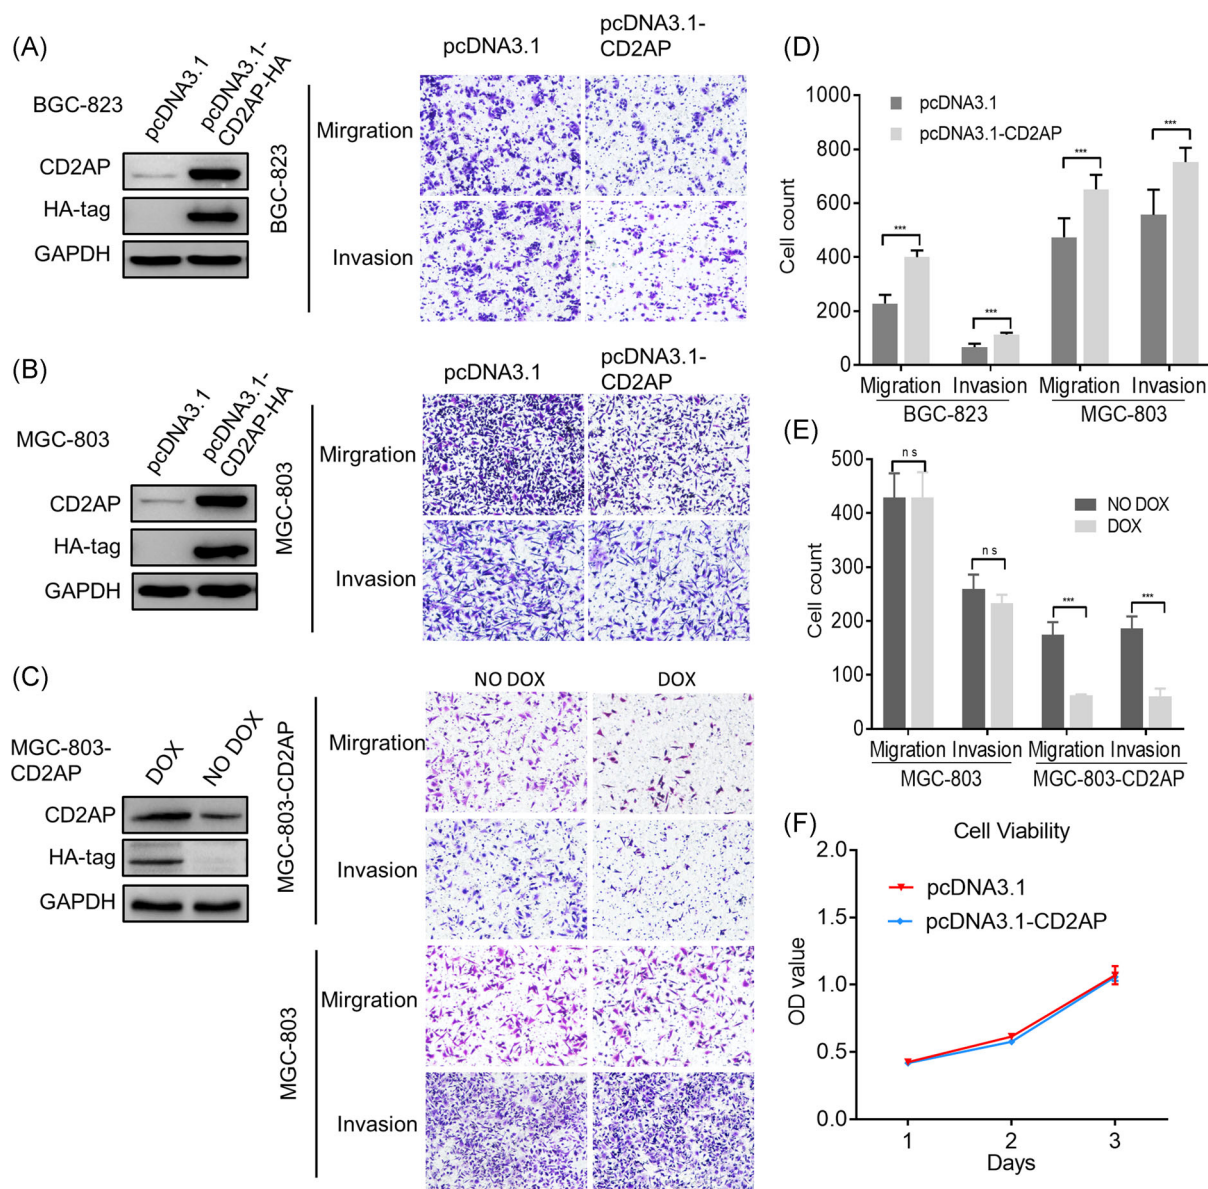 (A)
BGC-823
pcDNA3.1
pcDNA3.1-
CD2AP-HA
CD2AP
HA-tag
GAPDH
BGC-823
pcDNA3.1
pcDNA3.1-
CD2AP
Mirgration
Invasion
(B)
MGC-803
pcDNA3.1
pcDNA3.1-
CD2AP-HA
CD2AP
HA-tag
GAPDH
MGC-803
pcDNA3.1
pcDNA3.1-
CD2AP
Mirgration
Invasion
(C)
MGC-803-
CD2AP
DOX
NO DOX
CD2AP
HA-tag
GAPDH
NO DOX
DOX
MGC-803-CD2AP
Mirgration
Invasion
MGC-803
Mirgration
Invasion
(D)
pcDNA3.1
pcDNA3.1-CD2AP
Cell count
1000
800
600
400
200
0
***
***
***
***
Migration Invasion Migration Invasion
BGC-823 MGC-803
(E)
NO DOX
DOX
Cell count
500
400
300
200
100
0
n s
n s
***
***
Migration Invasion Migration Invasion
MGC-803 MGC-803-CD2AP
(F)
Cell Viability
pcDNA3.1
pcDNA3.1-CD2AP
OD value
2.0
1.5
1.0
0.5
0.0
1 2 3
Days